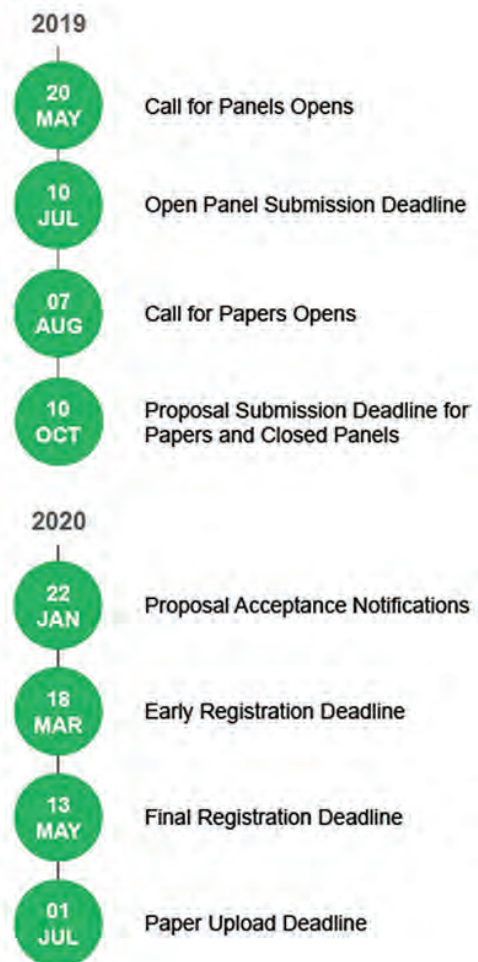 2019
20
MAY
Call for Panels Opens
10
JUL
Open Panel Submission Deadline
07
AUG
Call for Papers Opens
10
OCT
Proposal Submission Deadline for
Papers and Closed Panels
2020
22
JAN
Proposal Acceptance Notifications
18
MAR
Early Registration Deadline
13
MAY
Final Registration Deadline
01
JUL
Paper Upload Deadline